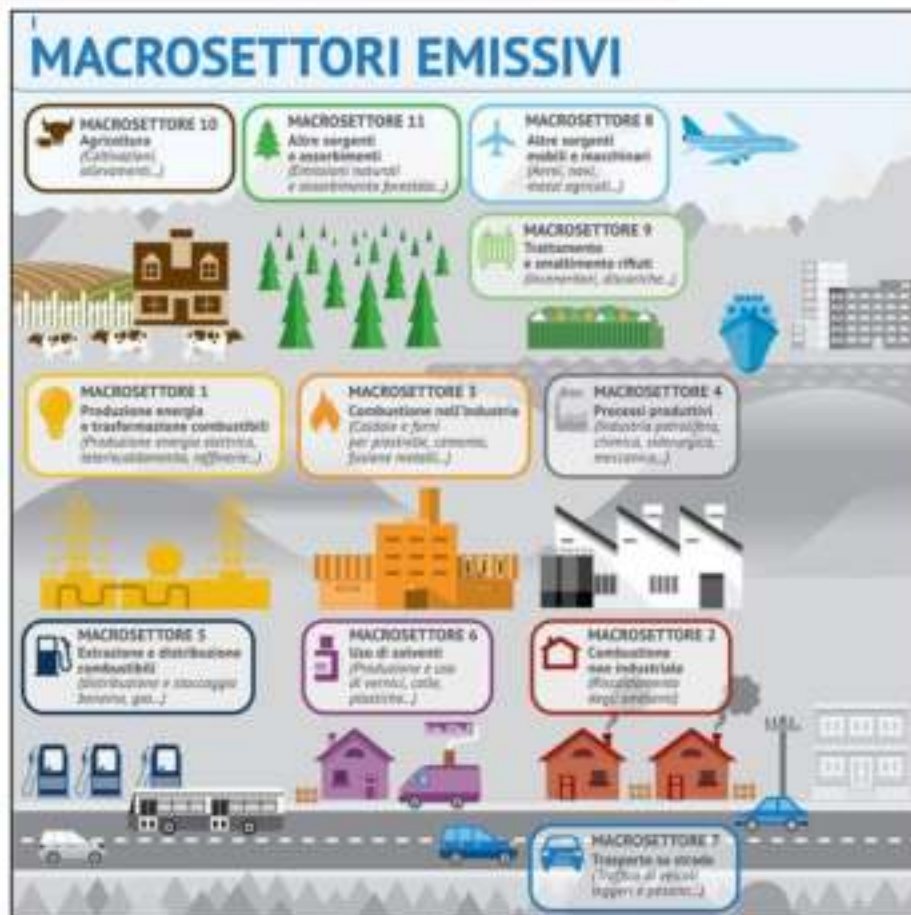 MACROSETTORI EMISSIVI
MACROSETTORE 10
Agricoltura
(Coltivazioni,
allevamenti...)
MACROSETTORE 11
Altre sorgenti
e assorbimenti
(Emissioni naturali
e assorbimento forestale...)
MACROSETTORE 8
Altre sorgenti
mobili e macchinari
(Aerei, navi,
mezzi agricoli...)
MACROSETTORE 9
Trattamento
e smaltimento rifiuti
(Inceneritori, discariche...)
MACROSETTORE 1
Produzione energia
e trasformazione combustibili
(Produzione energia elettrica,
teleriscaldamento, raffinerie...)
MACROSETTORE 3
Combustione nell'industria
(Caldaie e forni
per piastrelle, cemento,
fusione metalli...)
MACROSETTORE 4
Processi produttivi
(Industria petrolifera,
chimica, siderurgica,
meccanica...)
MACROSETTORE 5
Estrazione e distribuzione
combustibili
(distribuzione e stoccaggio
benzina, gas...)
MACROSETTORE 6
Uso di solventi
(Produzione e uso
di vernici, colle,
plastiche...)
MACROSETTORE 2
Combustione
non industriale
(Riscaldamento
degli ambienti)
MACROSETTORE 7
Trasporto su strada
(Traffico di veicoli
leggeri e pesanti...)